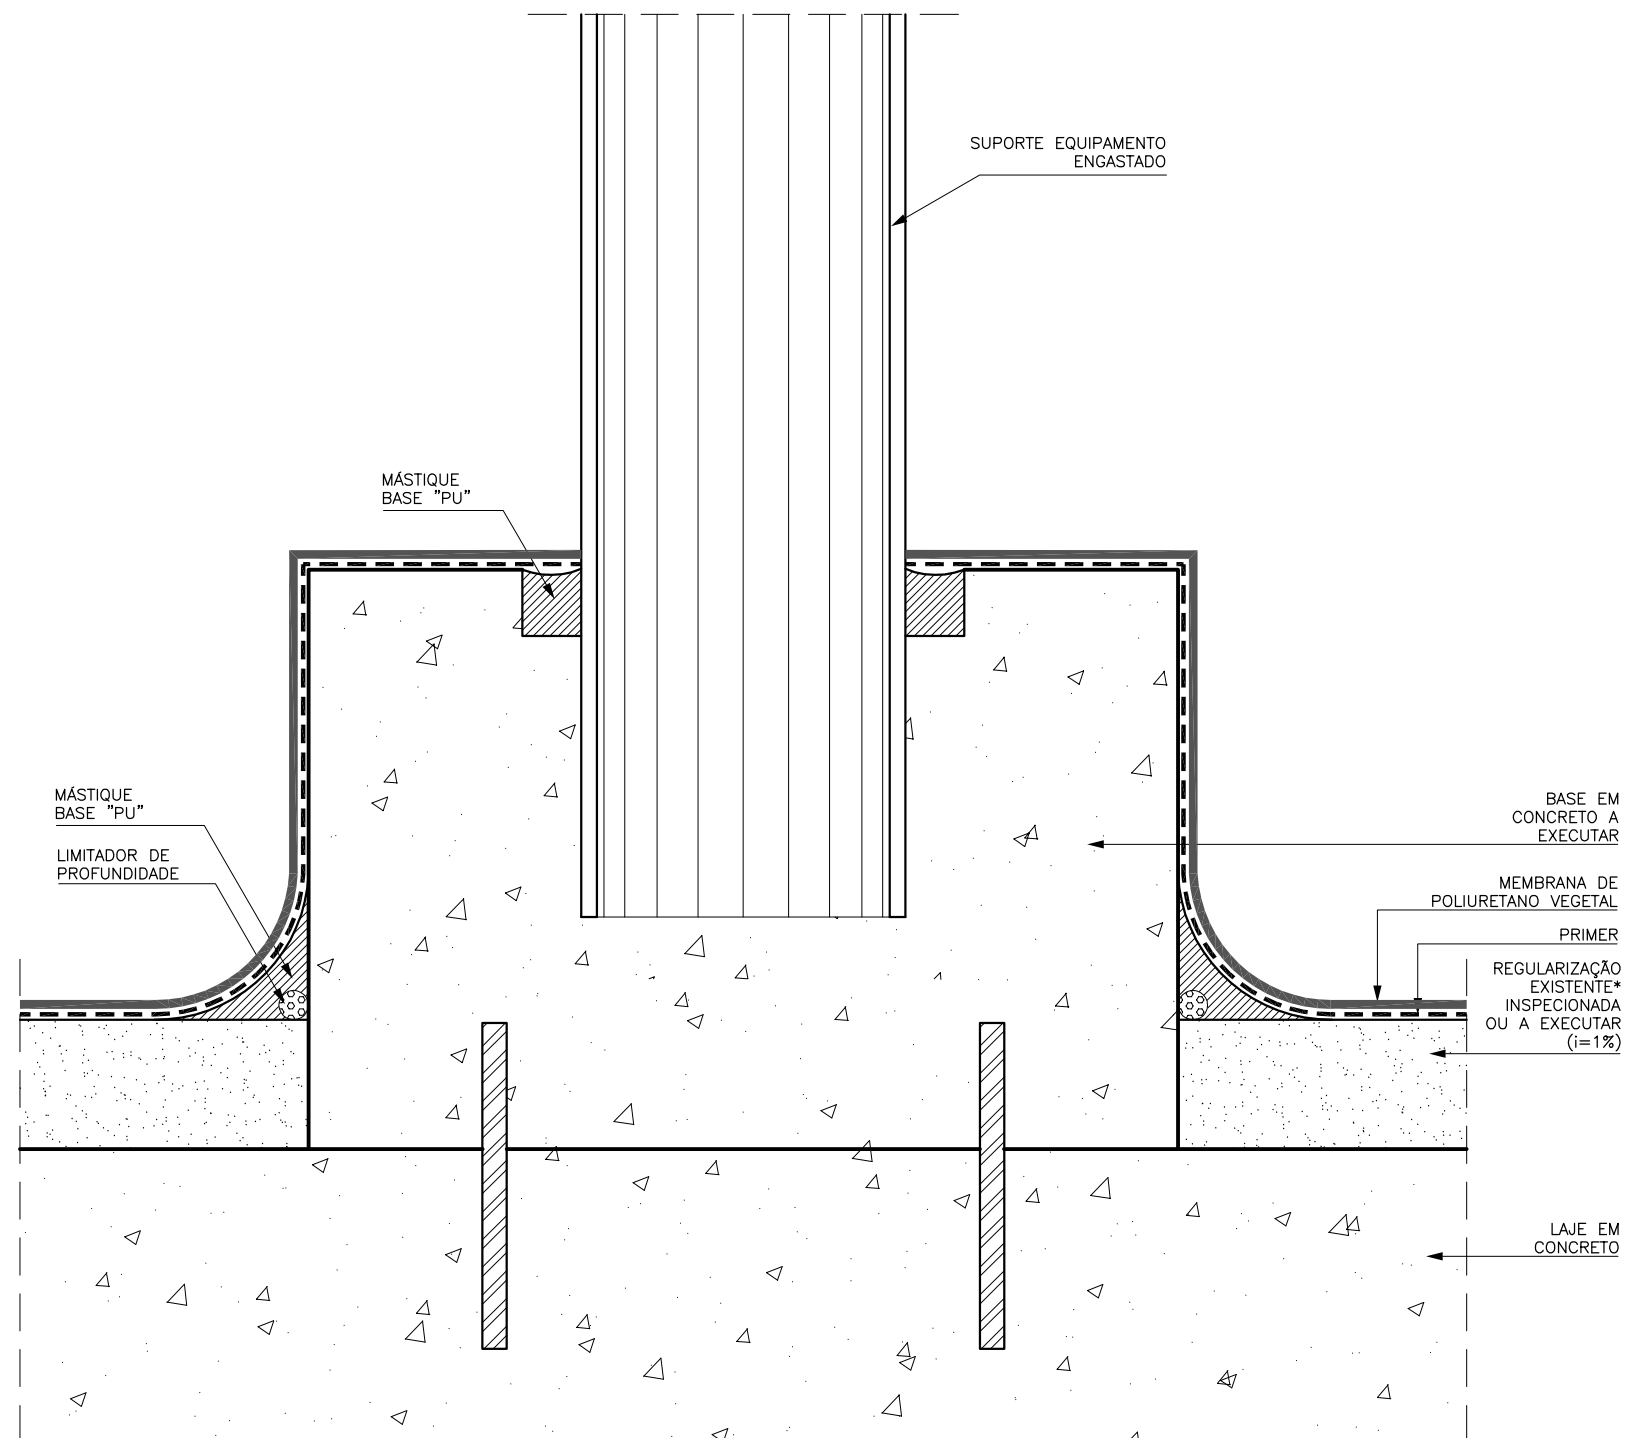 SUPORTE EQUIPAMENTO
ENGASTADO
MÁSTIQUE
BASE "PU"
MÁSTIQUE
BASE "PU"
LIMITADOR DE
PROFUNDIDADE
BASE EM
CONCRETO A
EXECUTAR
MEMBRANA DE
POLIURETANO VEGETAL
PRIMER
REGULARIZAÇÃO
EXISTENTE*
INSPECIONADA
OU A EXECUTAR
(i=1%)
LAJE EM
CONCRETO